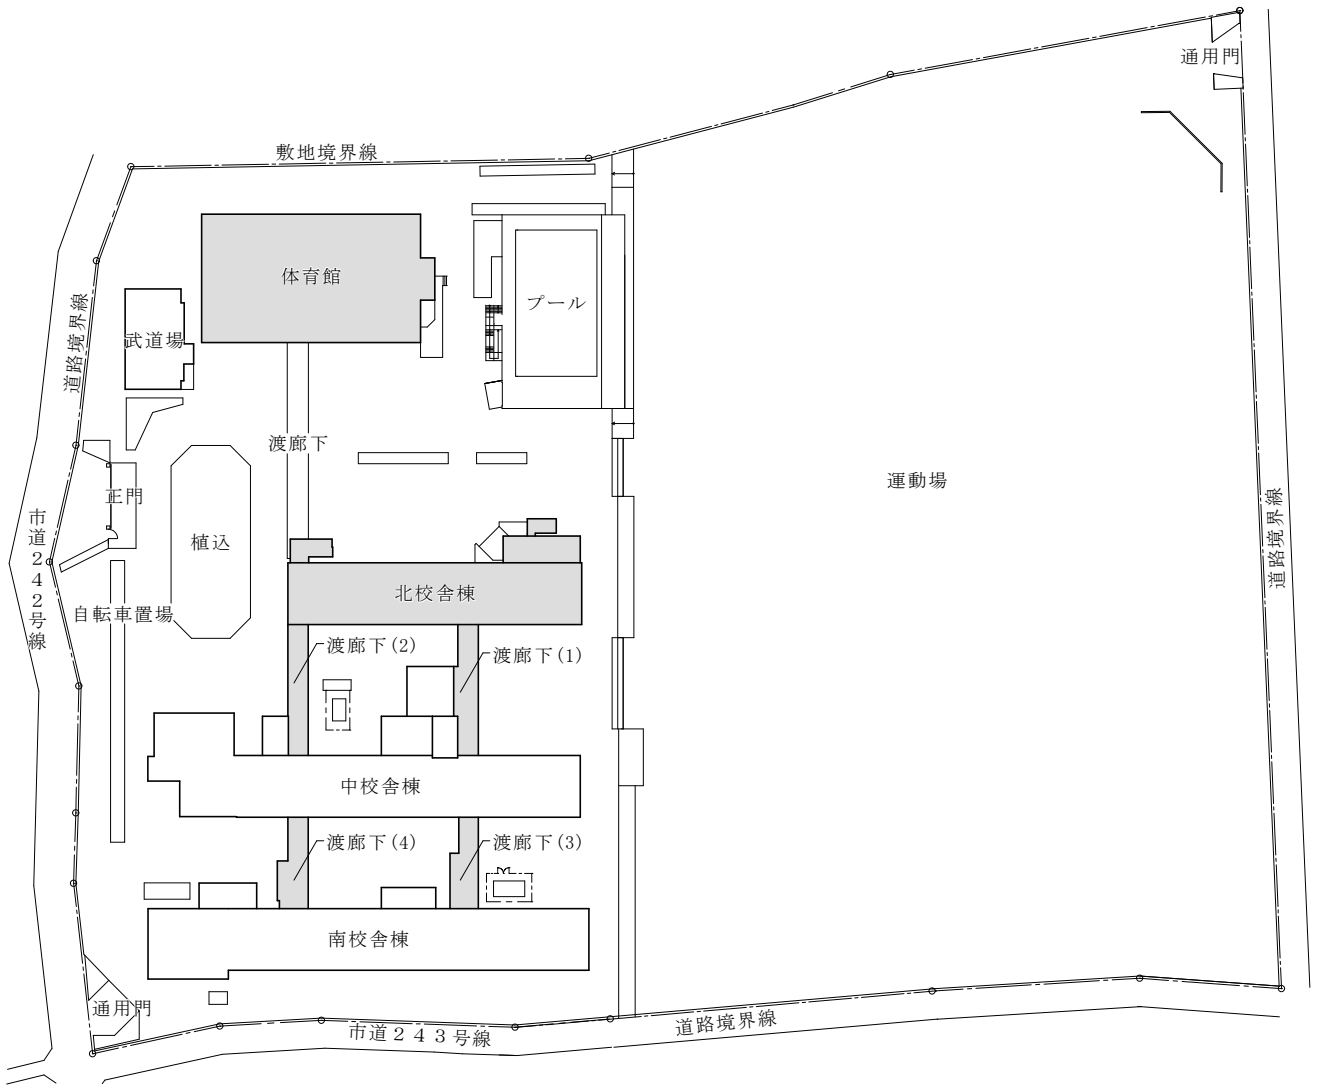 通用門
敷地境界線
体育館
プール
道路境界線
武道場
渡廊下
運動場
正門
市道242号線
植込
道路境界線
北校舎棟
自転車置場
渡廊下(2)
渡廊下(1)
中校舎棟
渡廊下(4)
渡廊下(3)
南校舎棟
通用門
市道243号線
道路境界線